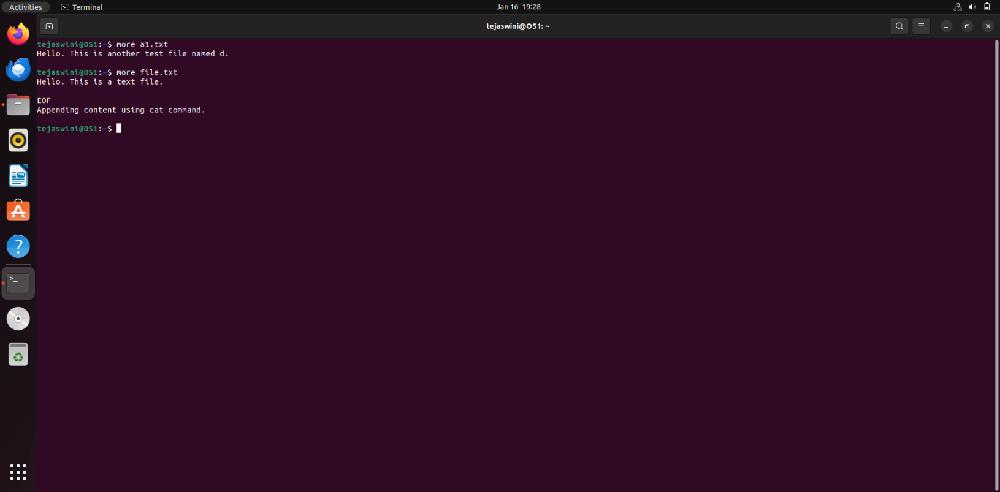 Activities
Terminal
Jan 16 19:28
tejaswini@OS1: ~
tejaswini@OS1:~$ more a1.txt
Hello. This is another test file named d.
tejaswini@OS1:~$ more file.txt
Hello. This is a text file.
EOF
Appending content using cat command.
tejaswini@OS1:~$